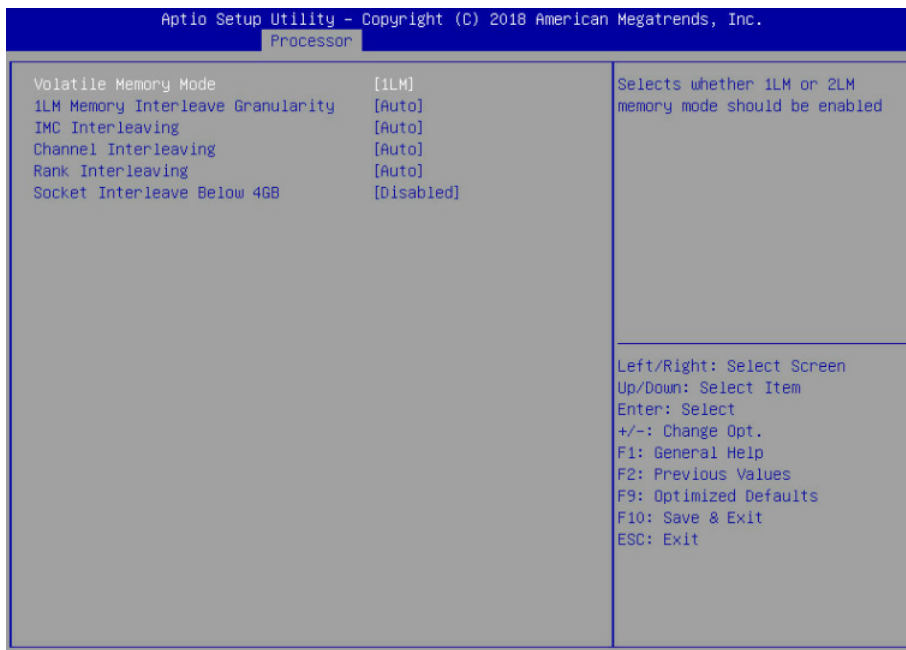 Aptio Setup Utility – Copyright (C) 2018 American Megatrends, Inc.
Processor
Volatile Memory Mode [1LM]
1LM Memory Interleave Granularity [Auto]
IMC Interleaving [Auto]
Channel Interleaving [Auto]
Rank Interleaving [Auto]
Socket Interleave Below 4GB [Disabled]
Selects whether 1LM or 2LM
memory mode should be enabled
Left/Right: Select Screen
Up/Down: Select Item
Enter: Select
+/-: Change Opt.
F1: General Help
F2: Previous Values
F9: Optimized Defaults
F10: Save & Exit
ESC: Exit